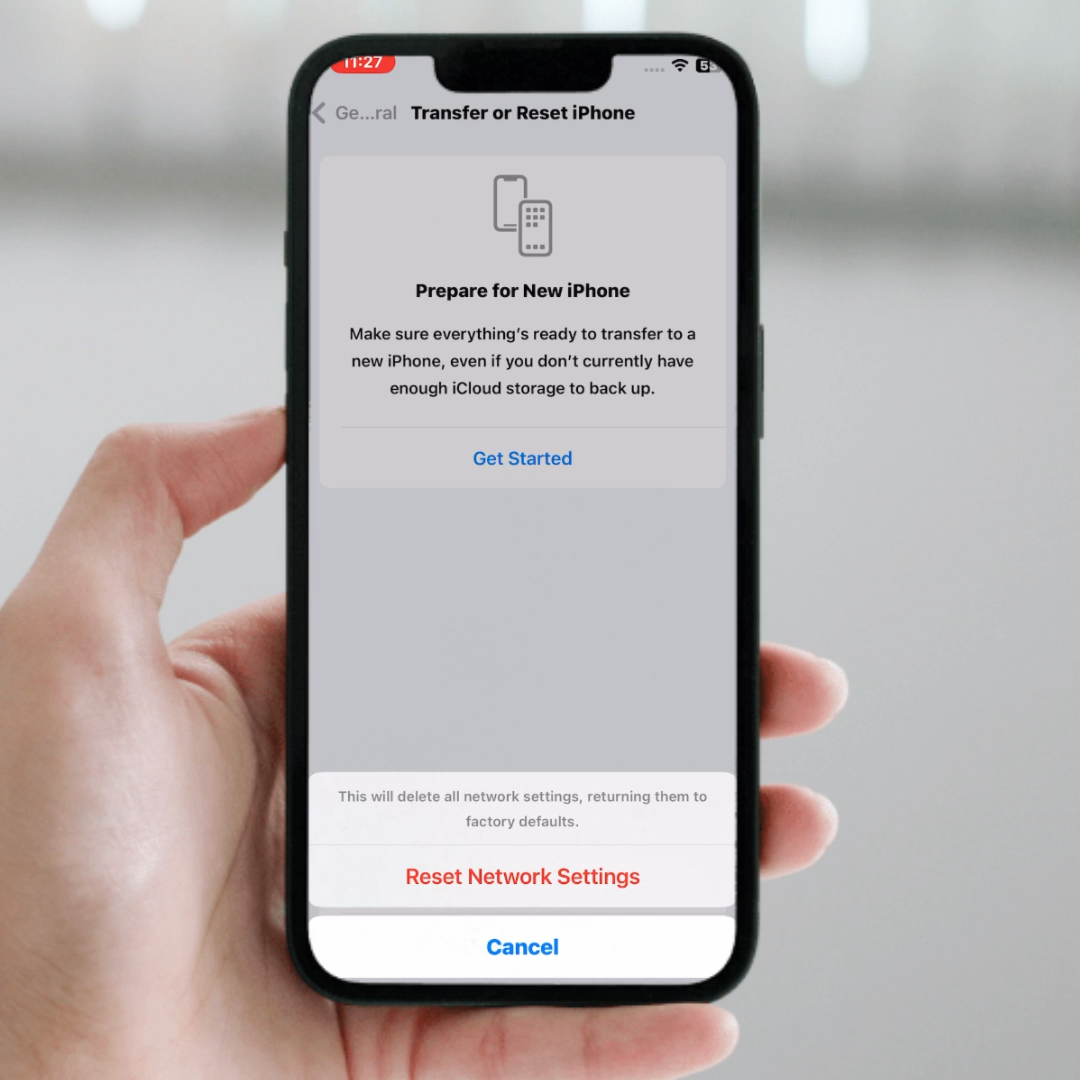 11:27
Ge...ral Transfer or Reset iPhone
Prepare for New iPhone
Make sure everything's ready to transfer to a
new iPhone, even if you don't currently have
enough iCloud storage to back up.
Get Started
This will delete all network settings, returning them to
factory defaults.
Reset Network Settings
Cancel